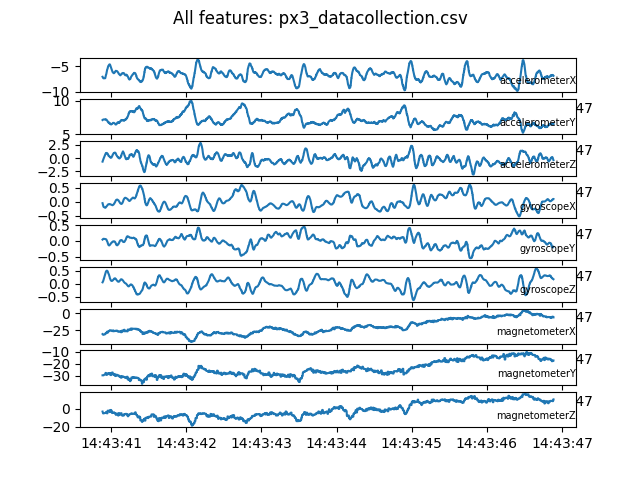 All features: px3_datacollection.csv
−5
−10
accelerometerX
10
5
accelerometerY
47
2.5
0.0
−2.5
accelerometerZ
47
0.5
0.0
−0.5
gyroscopeX
47
0.5
0.0
−0.5
gyroscopeY
47
0.5
0.0
−0.5
gyroscopeZ
47
0
−25
magnetometerX
47
−10
−20
−30
magnetometerY
47
0
−20
magnetometerZ
47
14:43:41 14:43:42 14:43:43 14:43:44 14:43:45 14:43:46 14:43:47